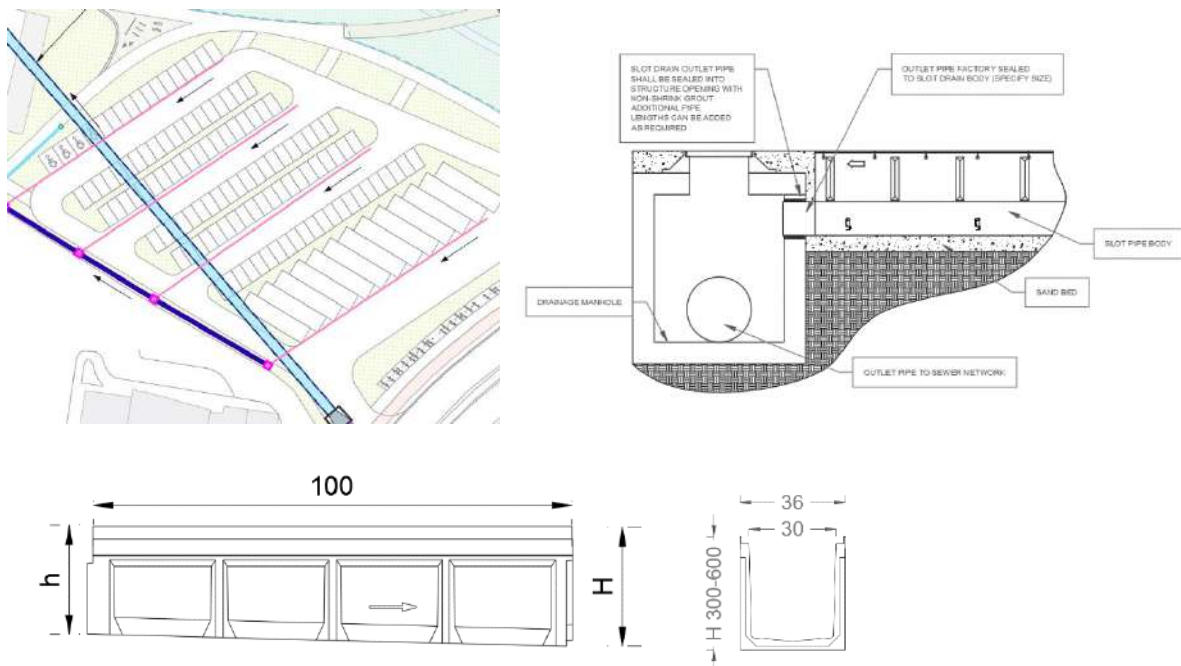 SLOT DRAIN OUTLET PIPE
SHALL BE SEALED INTO
STRUCTURE OPENING WITH
NON-SHRINK GROUT
ADDITIONAL PIPE
LENGTHS CAN BE ADDED
AS REQUIRED
OUTLET PIPE FACTORY SEALED
TO SLOT DRAIN BODY (SPECIFY SIZE)
SLOT PIPE BODY
SAND BED
DRAINAGE MANHOLE
OUTLET PIPE TO SEWER NETWORK
100
h
H
36
30
H 300-600